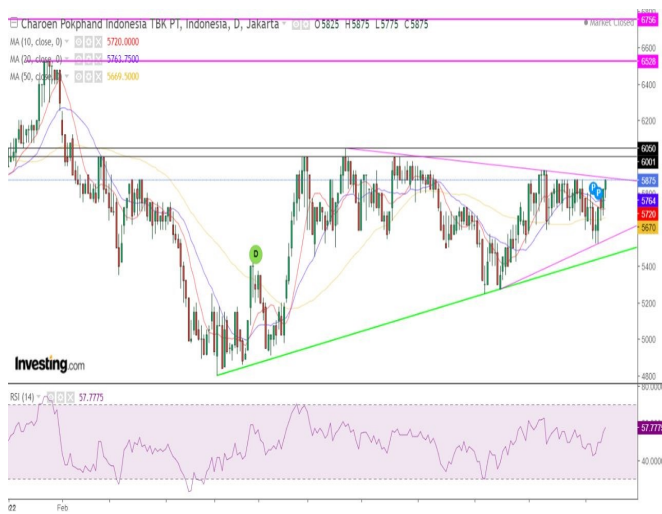 Charoen Pokphand Indonesia TBK PT, Indonesia, D, Jakarta O5825 H5875 L5775 C5875
Market Closed
MA (10, close, 0) 5720.0000
MA (20, close, 0) 5763.7500
MA (50, close, 0) 5669.5000
6756
6600
6528
6400
6200
6050
6001
5875
5764
5720
5670
5400
5200
5000
4800
D
P
P
Investing.com
RSI (14) 57.7775
57.7775
40.0000
Feb